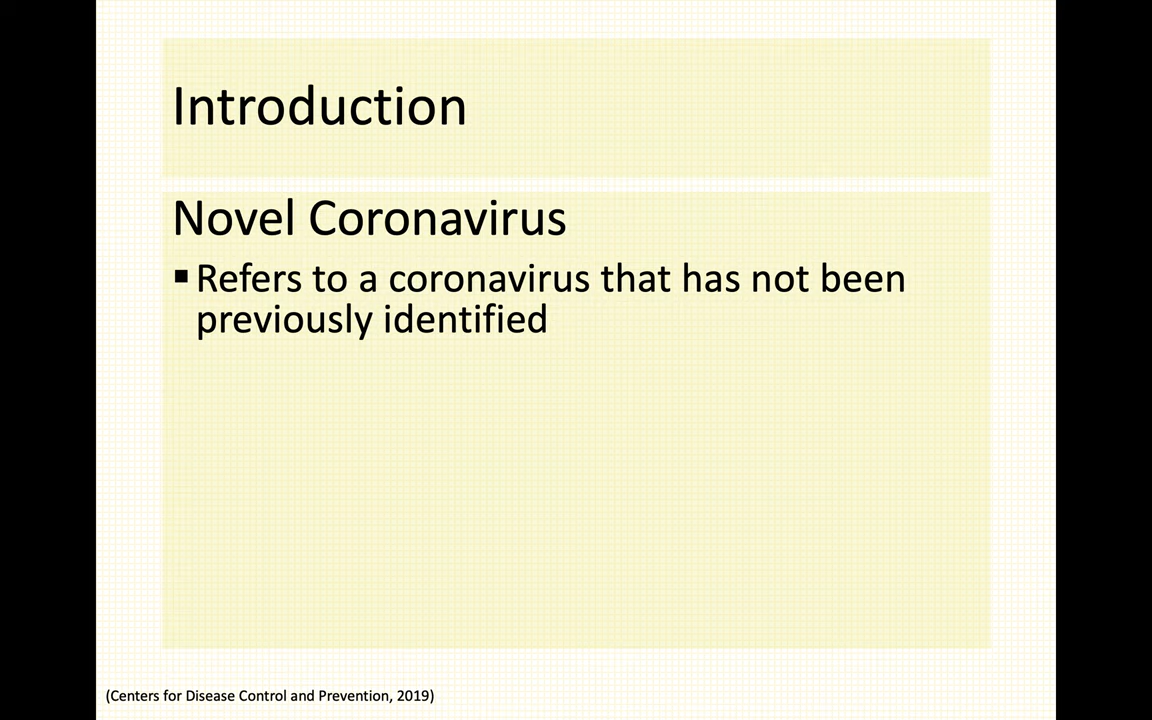 Introduction
Novel Coronavirus
▪ Refers to a coronavirus that has not been
previously identified
(Centers for Disease Control and Prevention, 2019)